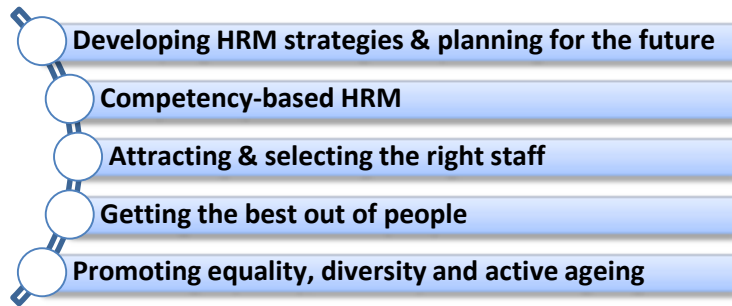 Developing HRM strategies & planning for the future
Competency-based HRM
Attracting & selecting the right staff
Getting the best out of people
Promoting equality, diversity and active ageing